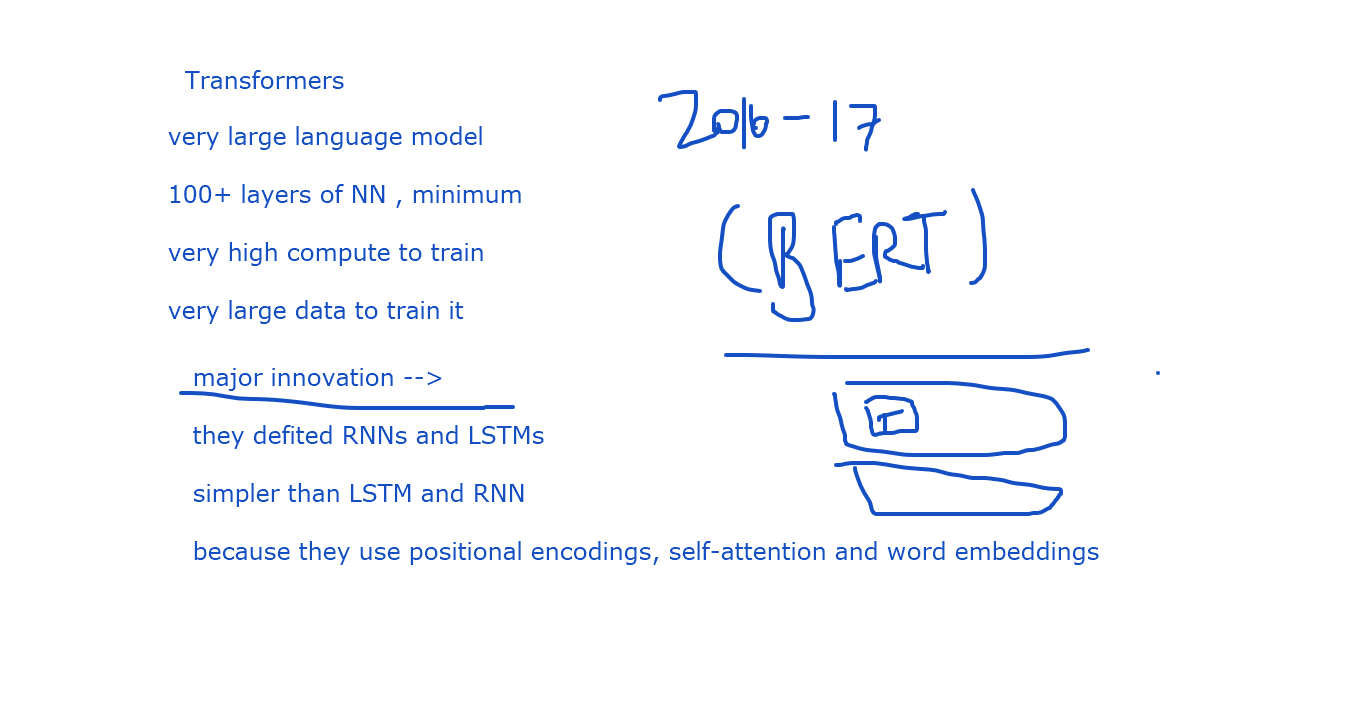 Transformers
2016-17
very large language model
100+ layers of NN , minimum
(BERT)
very high compute to train
very large data to train it
major innovation -->
T
they defited RNNs and LSTMs
simpler than LSTM and RNN
because they use positional encodings, self-attention and word embeddings